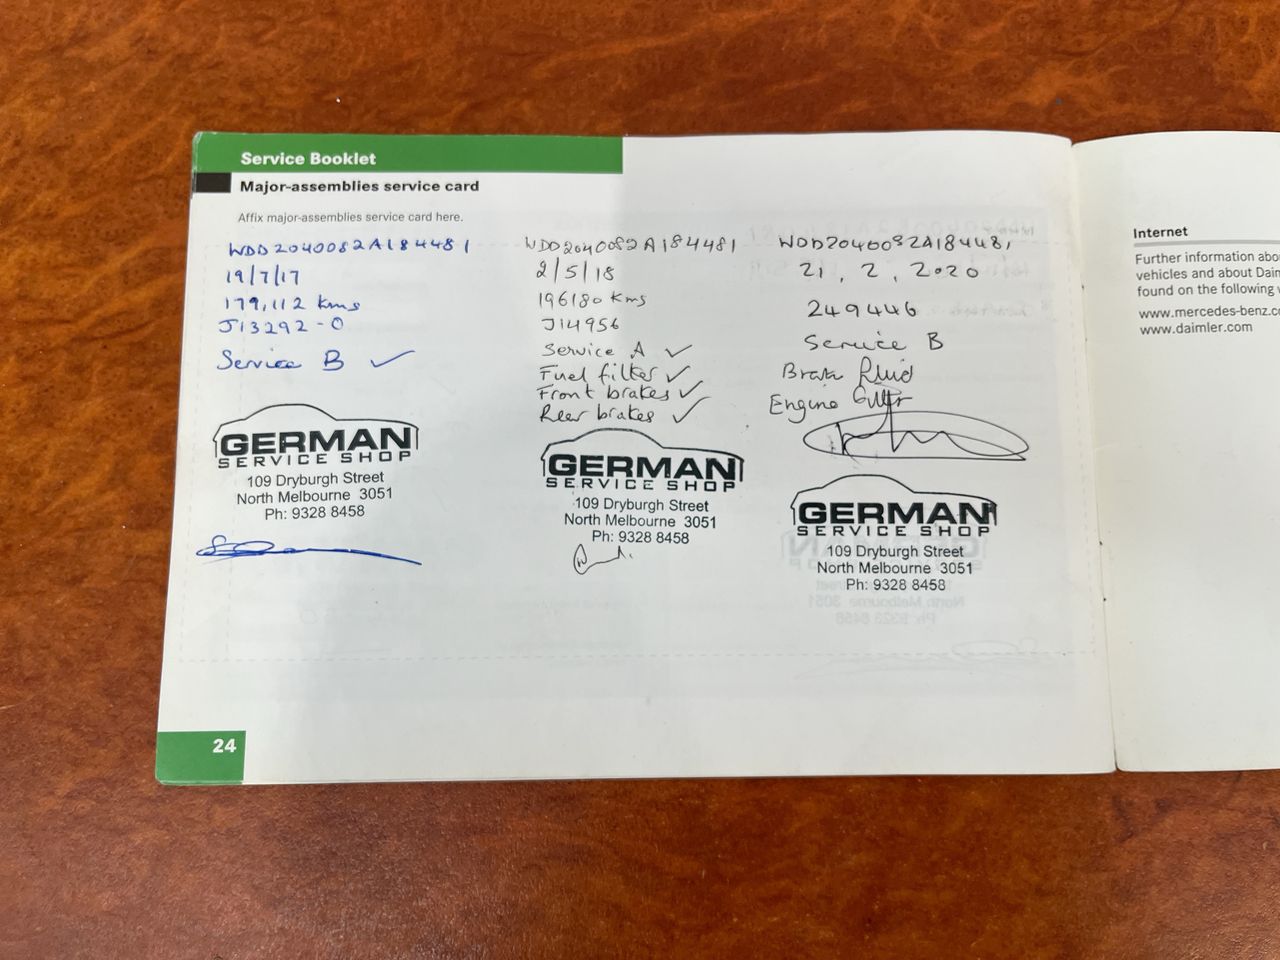 Service Booklet
Major-assemblies service card
Affix major-assemblies service card here.
WDD2040082A184481
19/7/17
179,112 kms
J13292-0
Service B ✓
GERMAN
SERVICE SHOP
109 Dryburgh Street
North Melbourne 3051
Ph: 9328 8458
WDD2040082A184481
2/5/18
196180 kms
J14956
Service A ✓
Fuel filter ✓
Front brakes ✓
Rear brakes ✓
GERMAN
SERVICE SHOP
109 Dryburgh Street
North Melbourne 3051
Ph: 9328 8458
WDD2040082A184481
21, 2, 2020
249446
Service B
Brake fluid
Engine
GERMAN
SERVICE SHOP
109 Dryburgh Street
North Melbourne 3051
Ph: 9328 8458
24
Internet
Further information abou
vehicles and about Daim
found on the following w
www.mercedes-benz.co
www.daimler.com